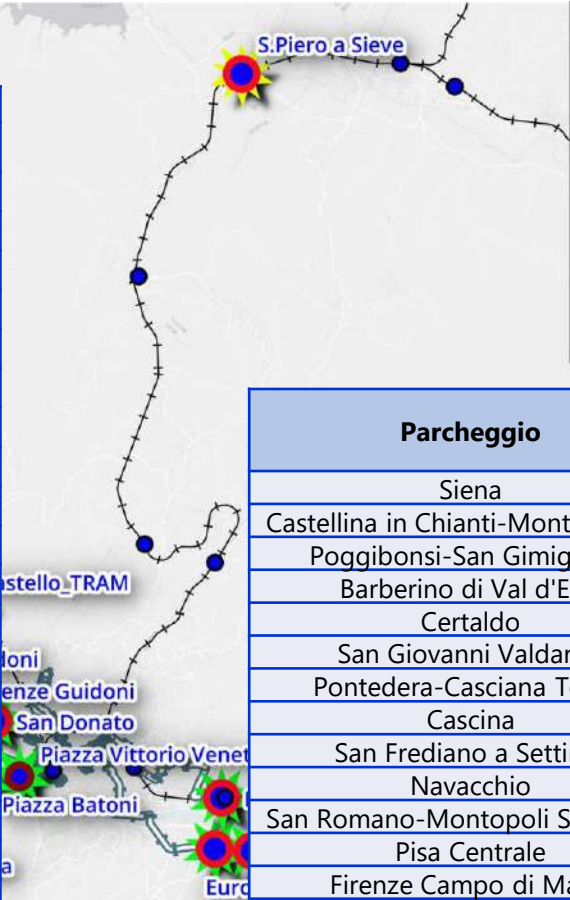 S.Piero a Sieve
astello_TRAM
doni
enze Guidoni
San Donato
Piazza Vittorio Venet
Piazza Batoni
a
Euro
Parcheggio
Siena
Castellina in Chianti-Mont
Poggibonsi-San Gimig
Barberino di Val d'E
Certaldo
San Giovanni Valdar
Pontedera-Casciana T
Cascina
San Frediano a Setti
Navacchio
San Romano-Montopoli S
Pisa Centrale
Firenze Campo di Ma